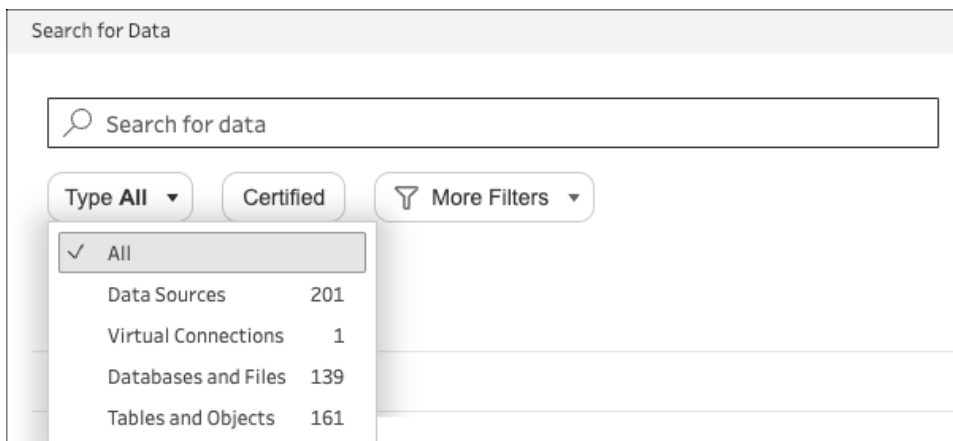 Search for Data
Search for data
Type All Certified More Filters
All
Data Sources 201
Virtual Connections 1
Databases and Files 139
Tables and Objects 161